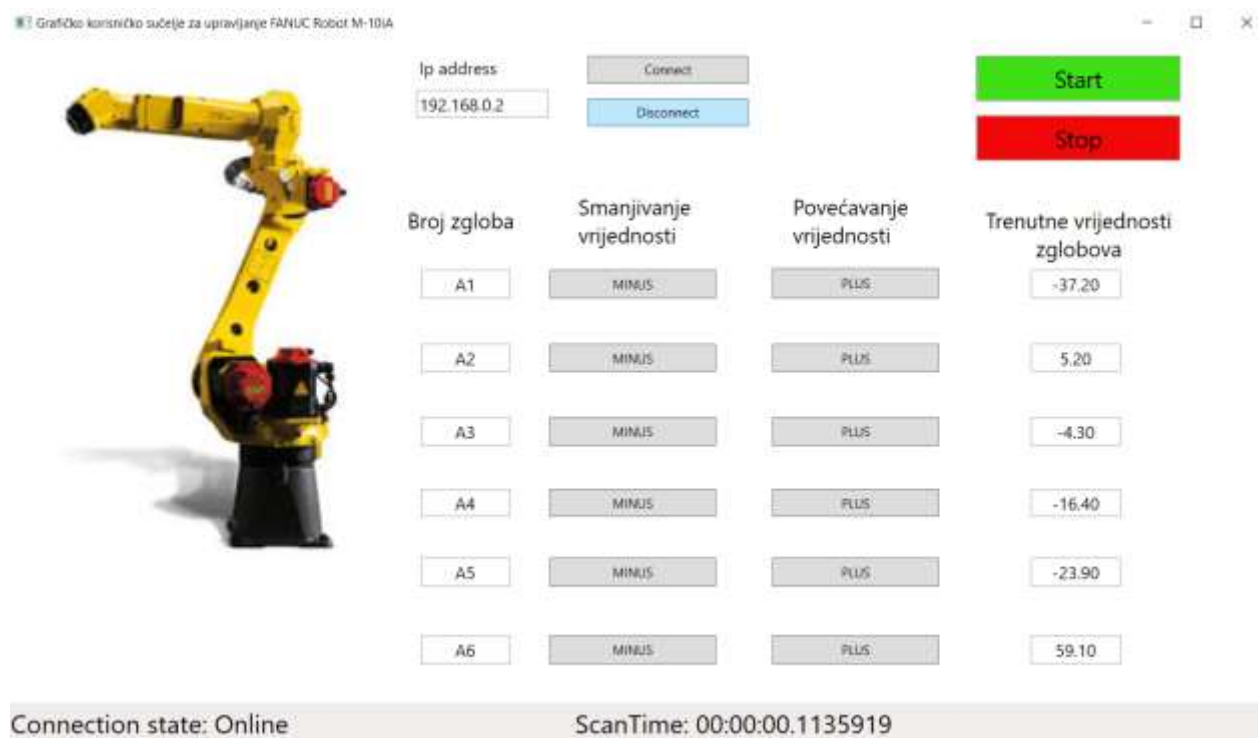 Grafičko korisničko sučelje za upravljanje FANUC Robot M-10iA
Ip address
Connect
192.168.0.2
Disconnect
Start
Stop
Broj zgloba
Smanjivanje
vrijednosti
Povećavanje
vrijednosti
Trenutne vrijednosti
zglobova
A1 MINUS PLUS -37.20
A2 MINUS PLUS 5.20
A3 MINUS PLUS -4.30
A4 MINUS PLUS -16.40
A5 MINUS PLUS -23.90
A6 MINUS PLUS 59.10
Connection state: Online ScanTime: 00:00:00.1135919